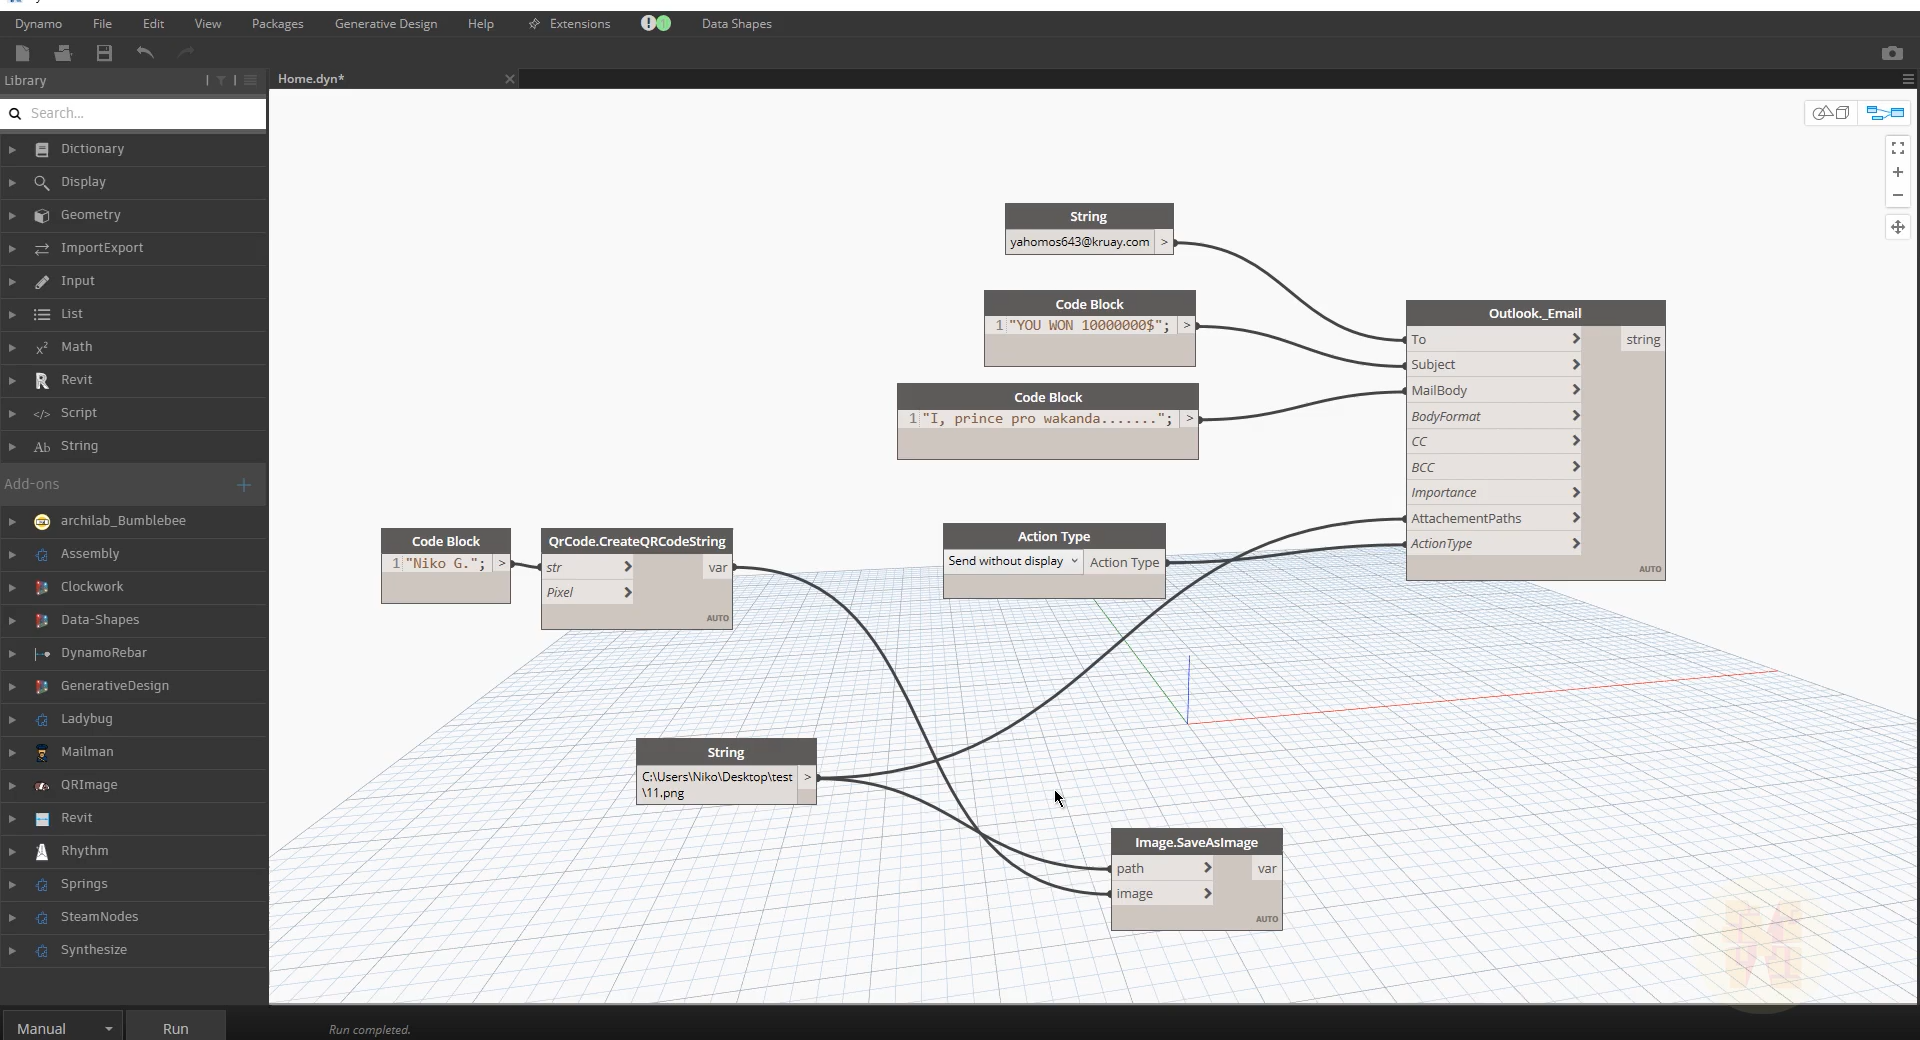 Dynamo File Edit View Packages Generative Design Help Extensions Data Shapes
Library
Home.dyn*
Search...
Dictionary
Display
Geometry
ImportExport
Input
List
Math
Revit
Script
String
Add-ons
archilab_Bumblebee
Assembly
Clockwork
Data-Shapes
DynamoRebar
GenerativeDesign
Ladybug
Mailman
QRImage
Revit
Rhythm
Springs
SteamNodes
Synthesize
String
yahomos643@kruay.com >
Code Block
1 "YOU WON 10000000$"; >
Code Block
1 "I, prince pro wakanda......."; >
Outlook._Email
To > string
Subject >
MailBody >
BodyFormat >
CC >
BCC >
Importance >
AttachementPaths >
ActionType >
AUTO
Code Block
1 "Niko G."; >
QrCode.CreateQRCodeString
str > var
Pixel >
AUTO
Action Type
Send without display Action Type
String
C:\Users\Niko\Desktop\test >
\11.png
Image.SaveAsImage
path > var
image >
AUTO
Manual Run Run completed.